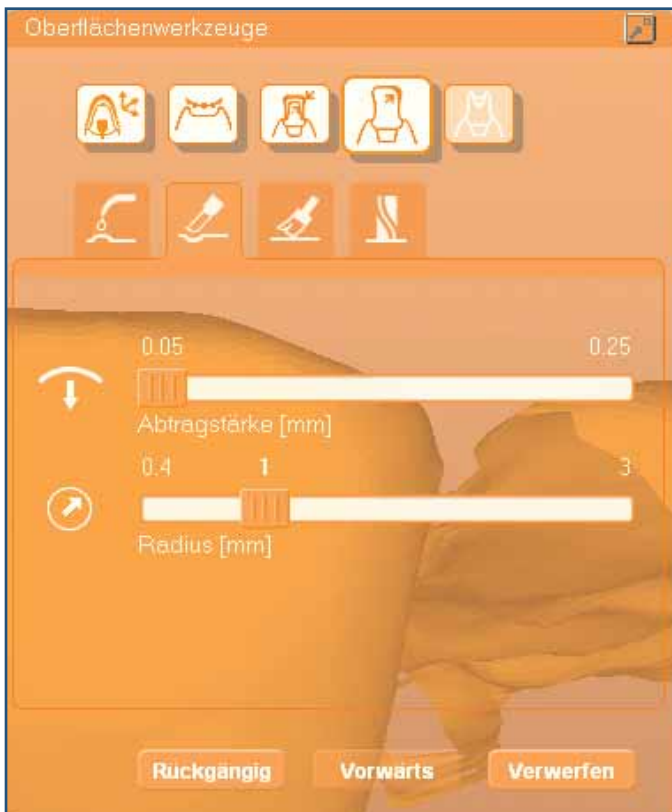 Oberflächenwerkzeuge
0.05 0.25
Abtragstärke [mm]
0.4 1 3
Radius [mm]
Rückgängig Vorwärts Verwerfen